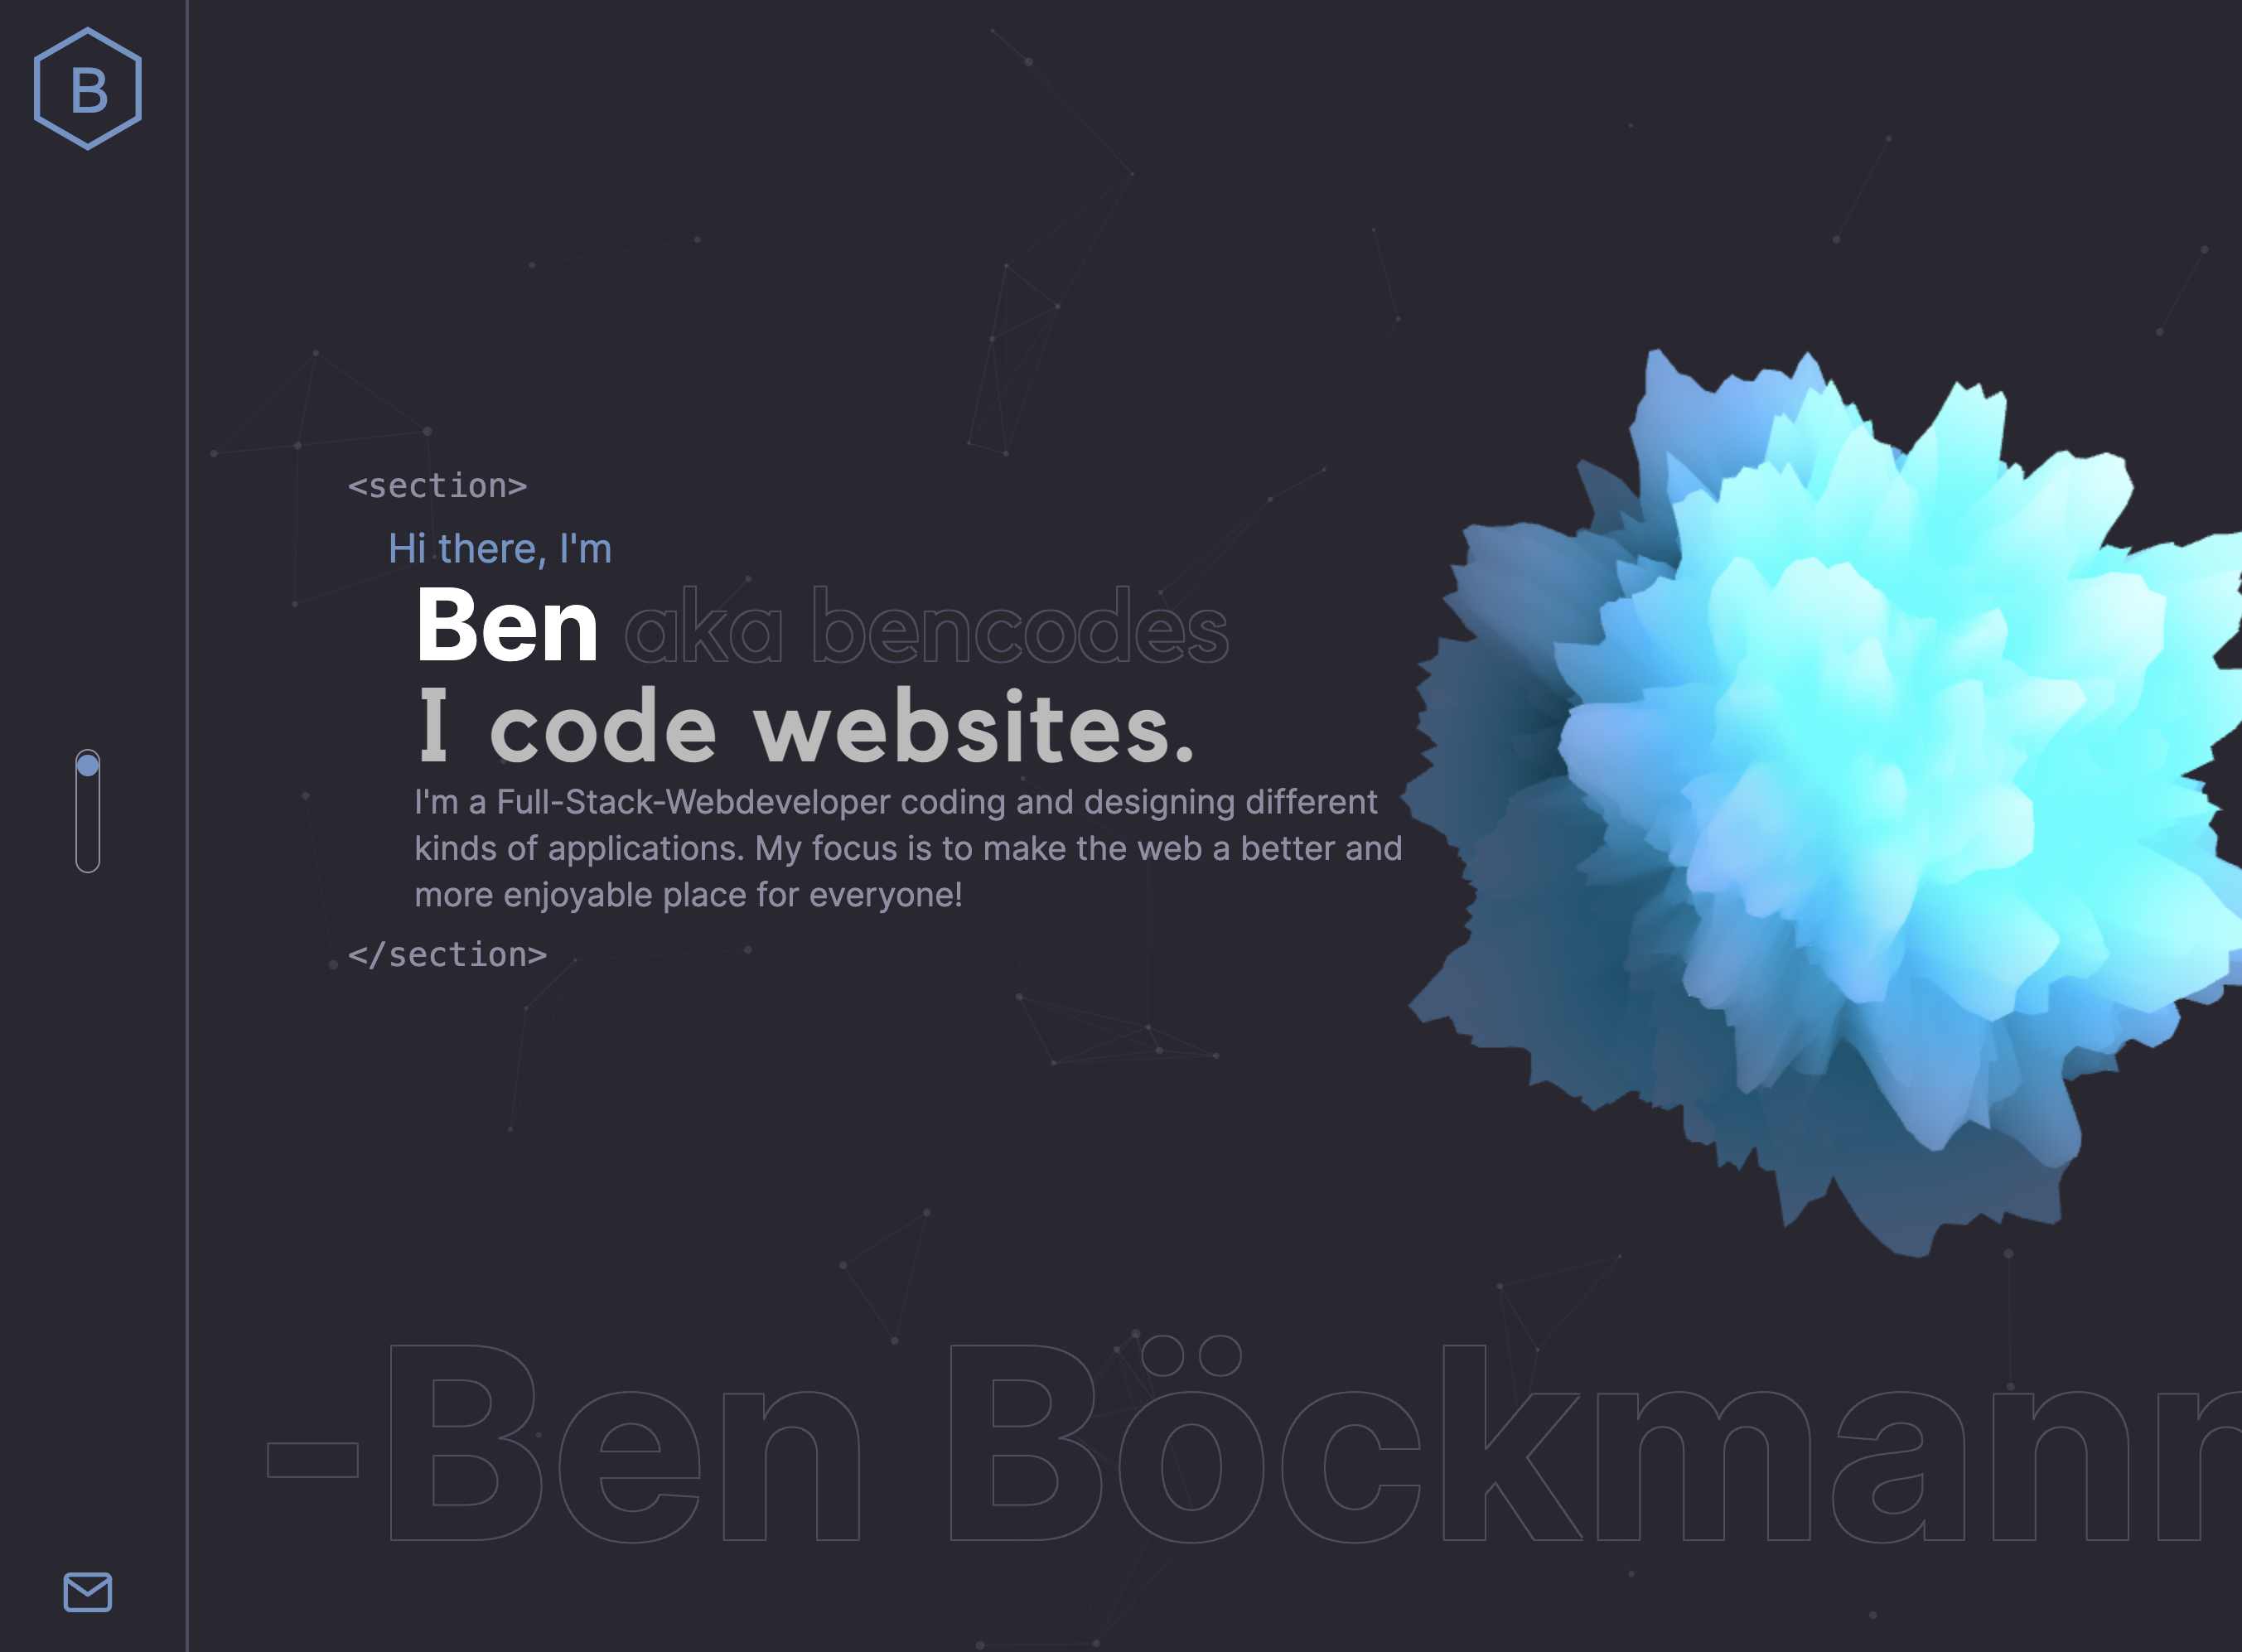 B
<section>
Hi there, I'm
Ben aka bencodes
I code websites.
I'm a Full-Stack-Webdeveloper coding and designing different
kinds of applications. My focus is to make the web a better and
more enjoyable place for everyone!
</section>
-Ben Böckmann